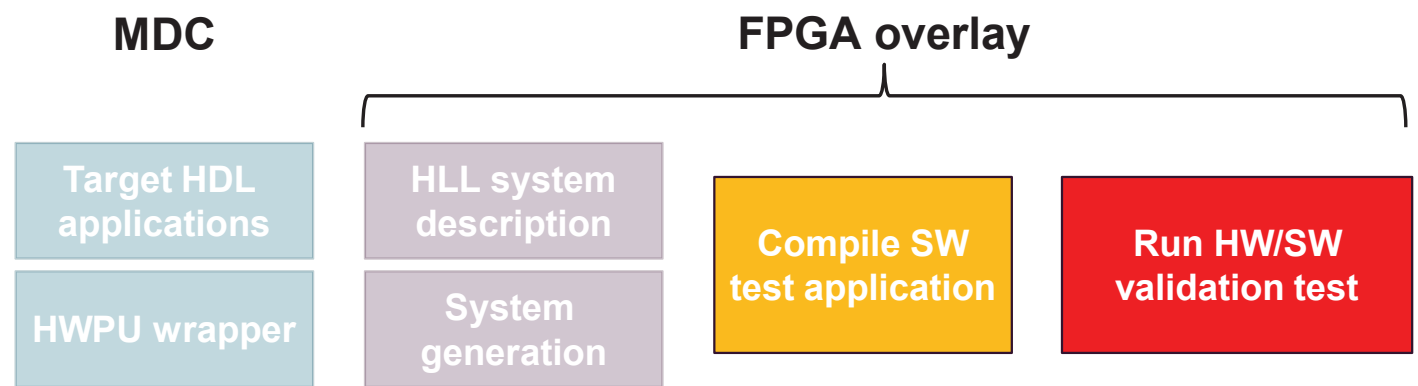 MDC
FPGA overlay
Target HDL
applications
HWPU wrapper
HLL system
description
System
generation
Compile SW
test application
Run HW/SW
validation test